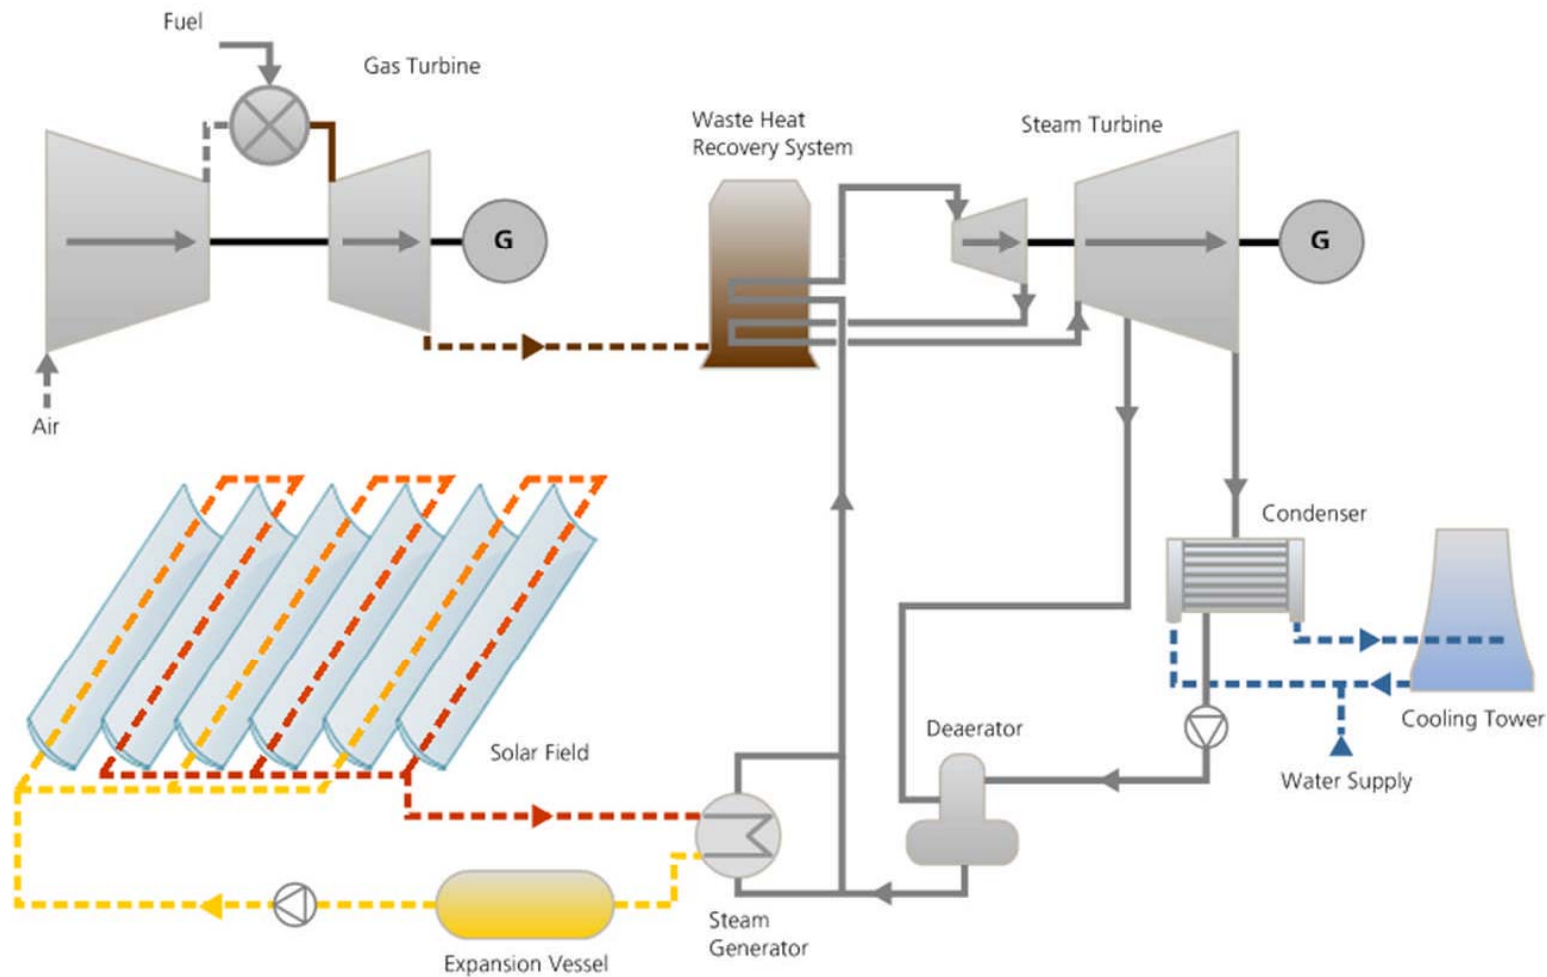 Fuel
Gas Turbine
Waste Heat
Recovery System
Steam Turbine
G
G
Air
Condenser
Solar Field
Deaerator
Cooling Tower
Water Supply
Steam
Generator
Expansion Vessel